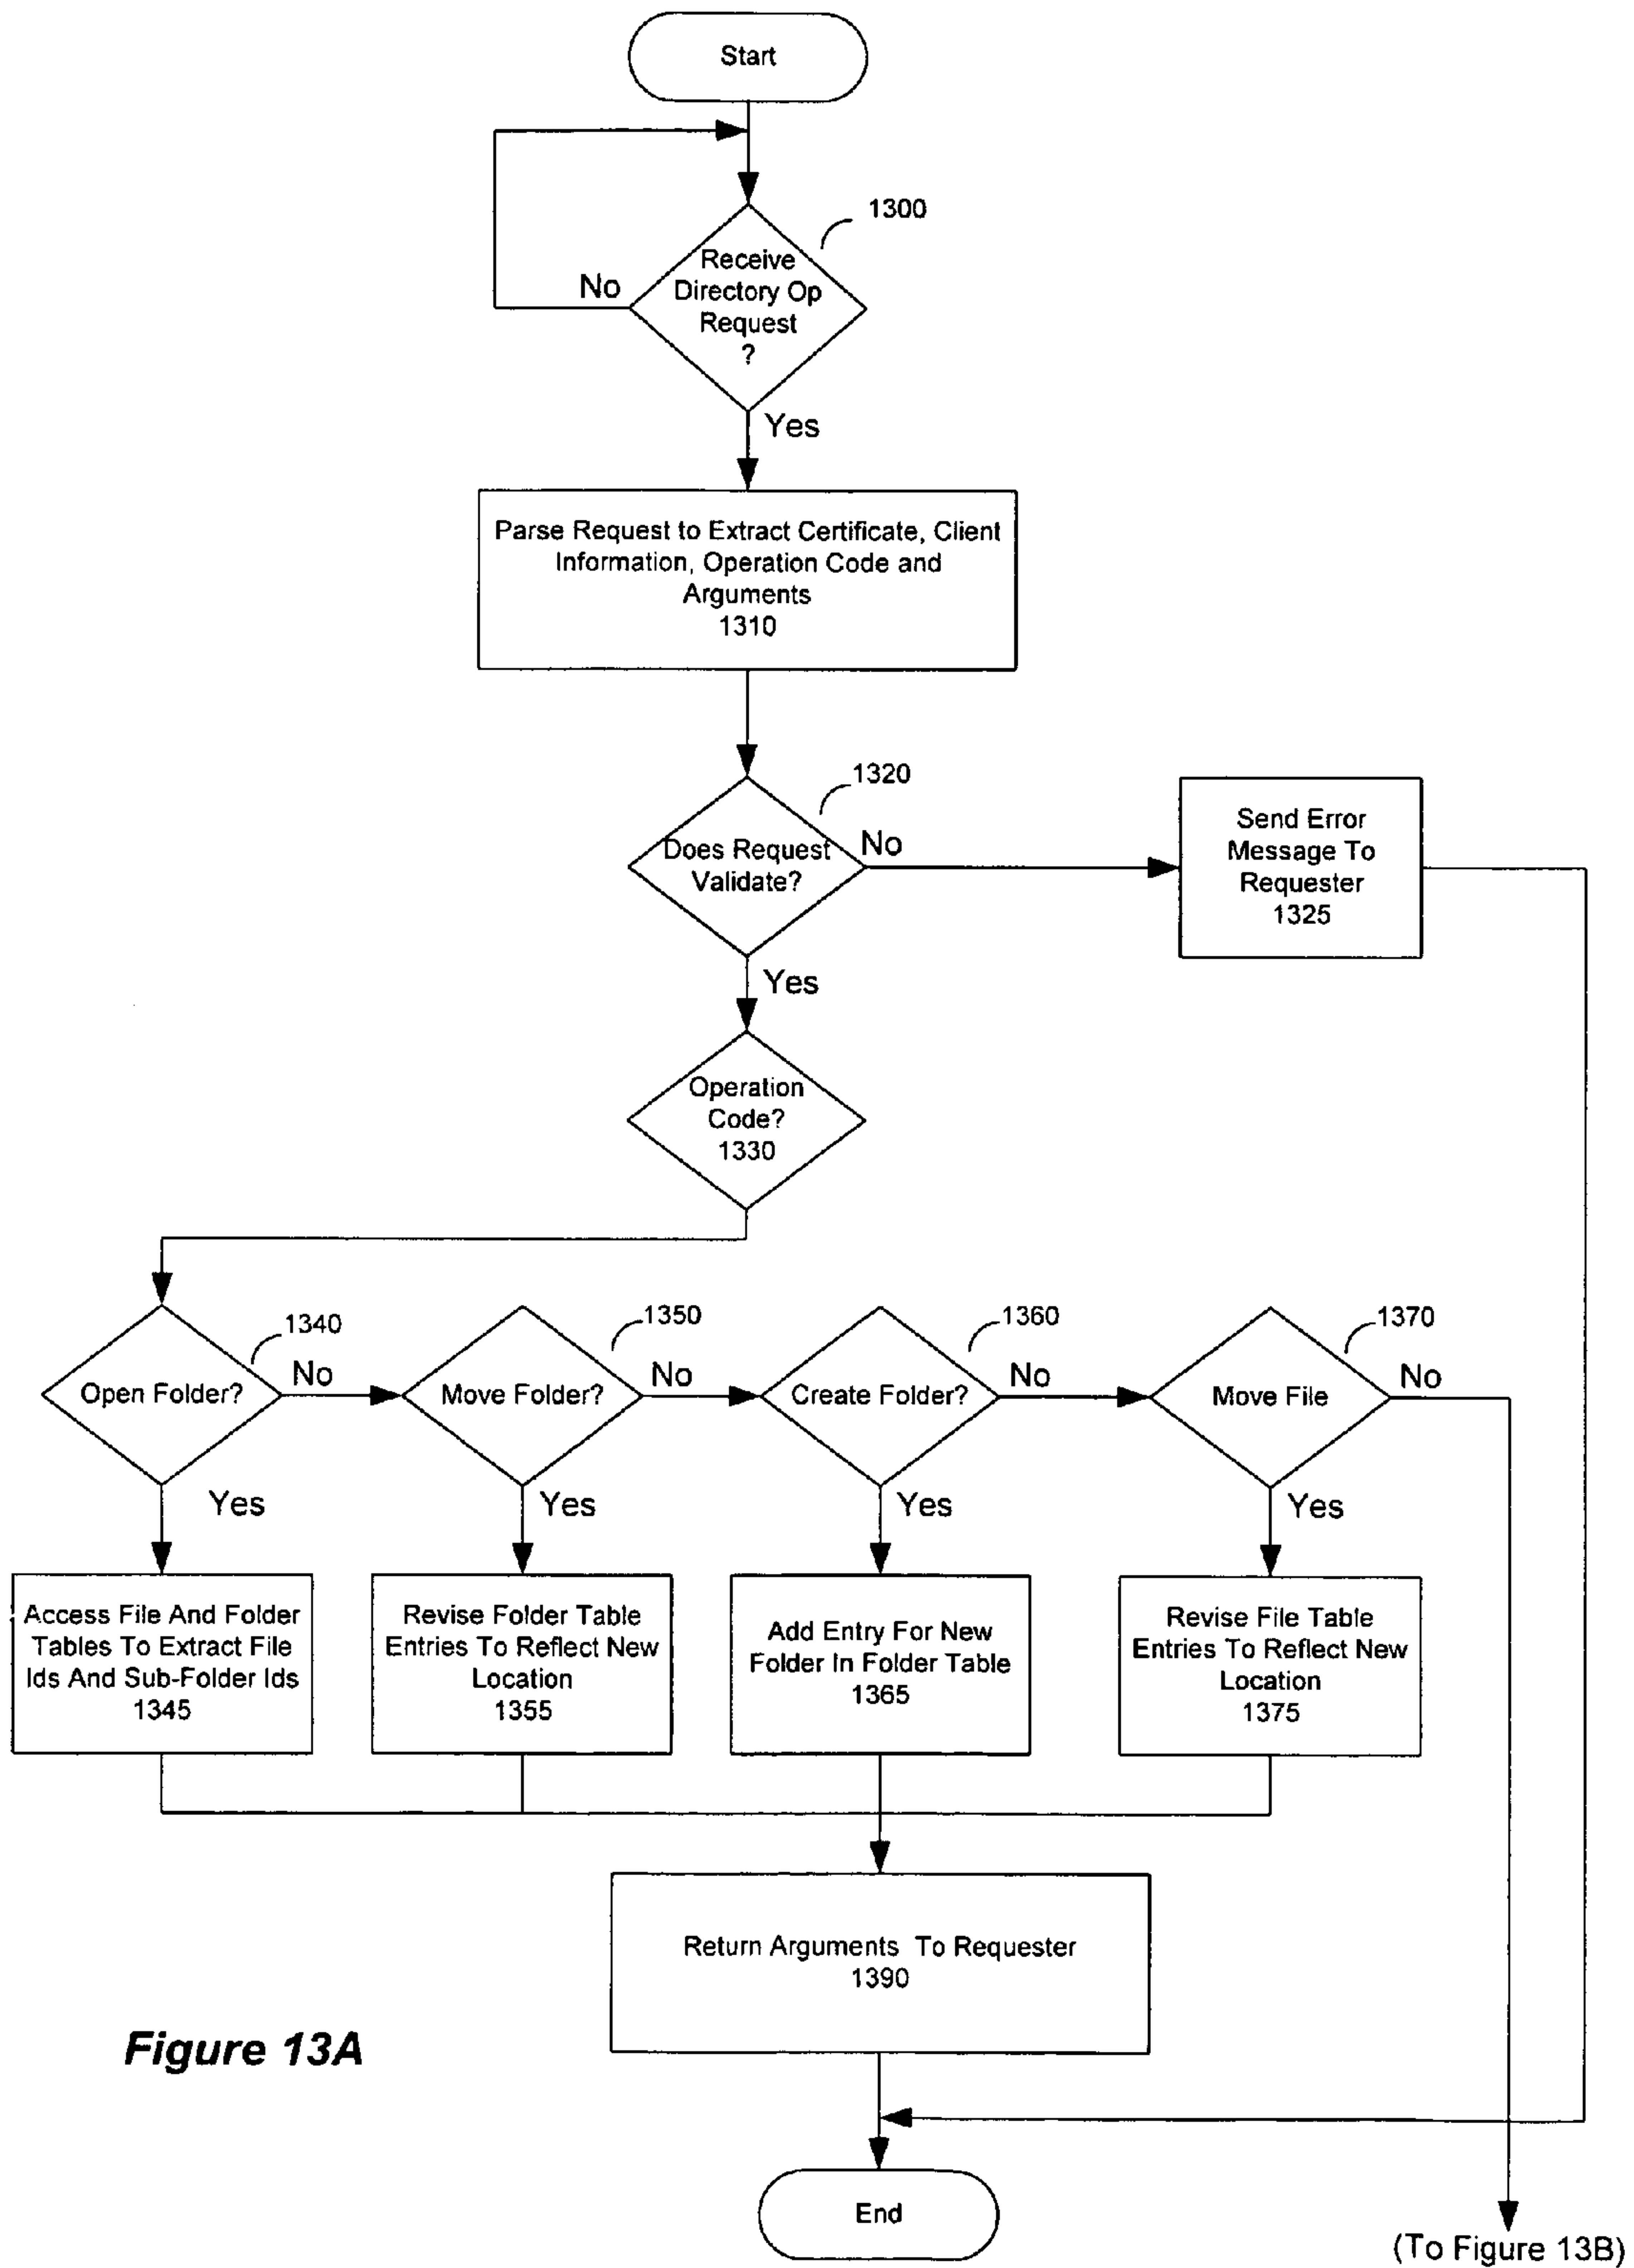 Start
1300
Receive
Directory Op
Request
?
No
Yes
Parse Request to Extract Certificate, Client
Information, Operation Code and
Arguments
1310
1320
Does Request
Validate?
No
Send Error
Message To
Requester
1325
Yes
Operation
Code?
1330
1340
Open Folder?
No
1350
Move Folder?
No
1360
Create Folder?
No
1370
Move File
No
Yes
Yes
Yes
Yes
Access File And Folder
Tables To Extract File
Ids And Sub-Folder Ids
1345
Revise Folder Table
Entries To Reflect New
Location
1355
Add Entry For New
Folder In Folder Table
1365
Revise File Table
Entries To Reflect New
Location
1375
Return Arguments To Requester
1390
Figure 13A
End
(To Figure 13B)